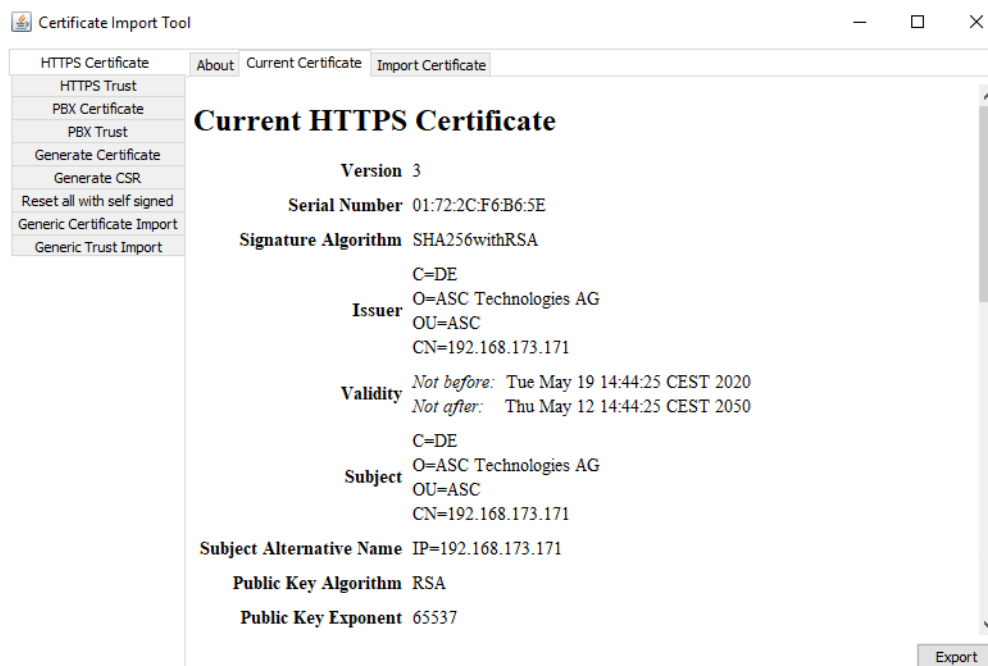 Certificate Import Tool
HTTPS Certificate
HTTPS Trust
PBX Certificate
PBX Trust
Generate Certificate
Generate CSR
Reset all with self signed
Generic Certificate Import
Generic Trust Import
About Current Certificate Import Certificate
Current HTTPS Certificate
Version 3
Serial Number 01:72:2C:F6:B6:5E
Signature Algorithm SHA256withRSA
Issuer
C=DE
O=ASC Technologies AG
OU=ASC
CN=192.168.173.171
Validity
Not before: Tue May 19 14:44:25 CEST 2020
Not after: Thu May 12 14:44:25 CEST 2050
Subject
C=DE
O=ASC Technologies AG
OU=ASC
CN=192.168.173.171
Subject Alternative Name IP=192.168.173.171
Public Key Algorithm RSA
Public Key Exponent 65537
Export